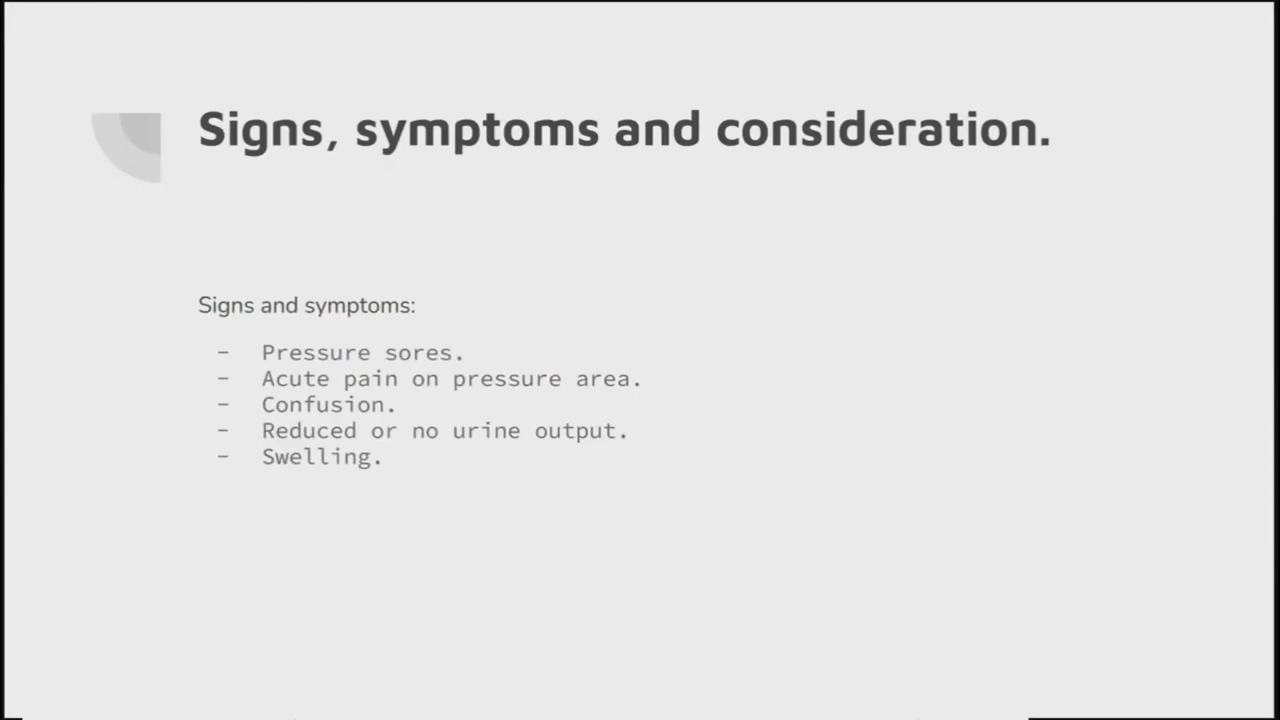 Signs, symptoms and consideration.
Signs and symptoms:
- Pressure sores.
- Acute pain on pressure area.
- Confusion.
- Reduced or no urine output.
- Swelling.